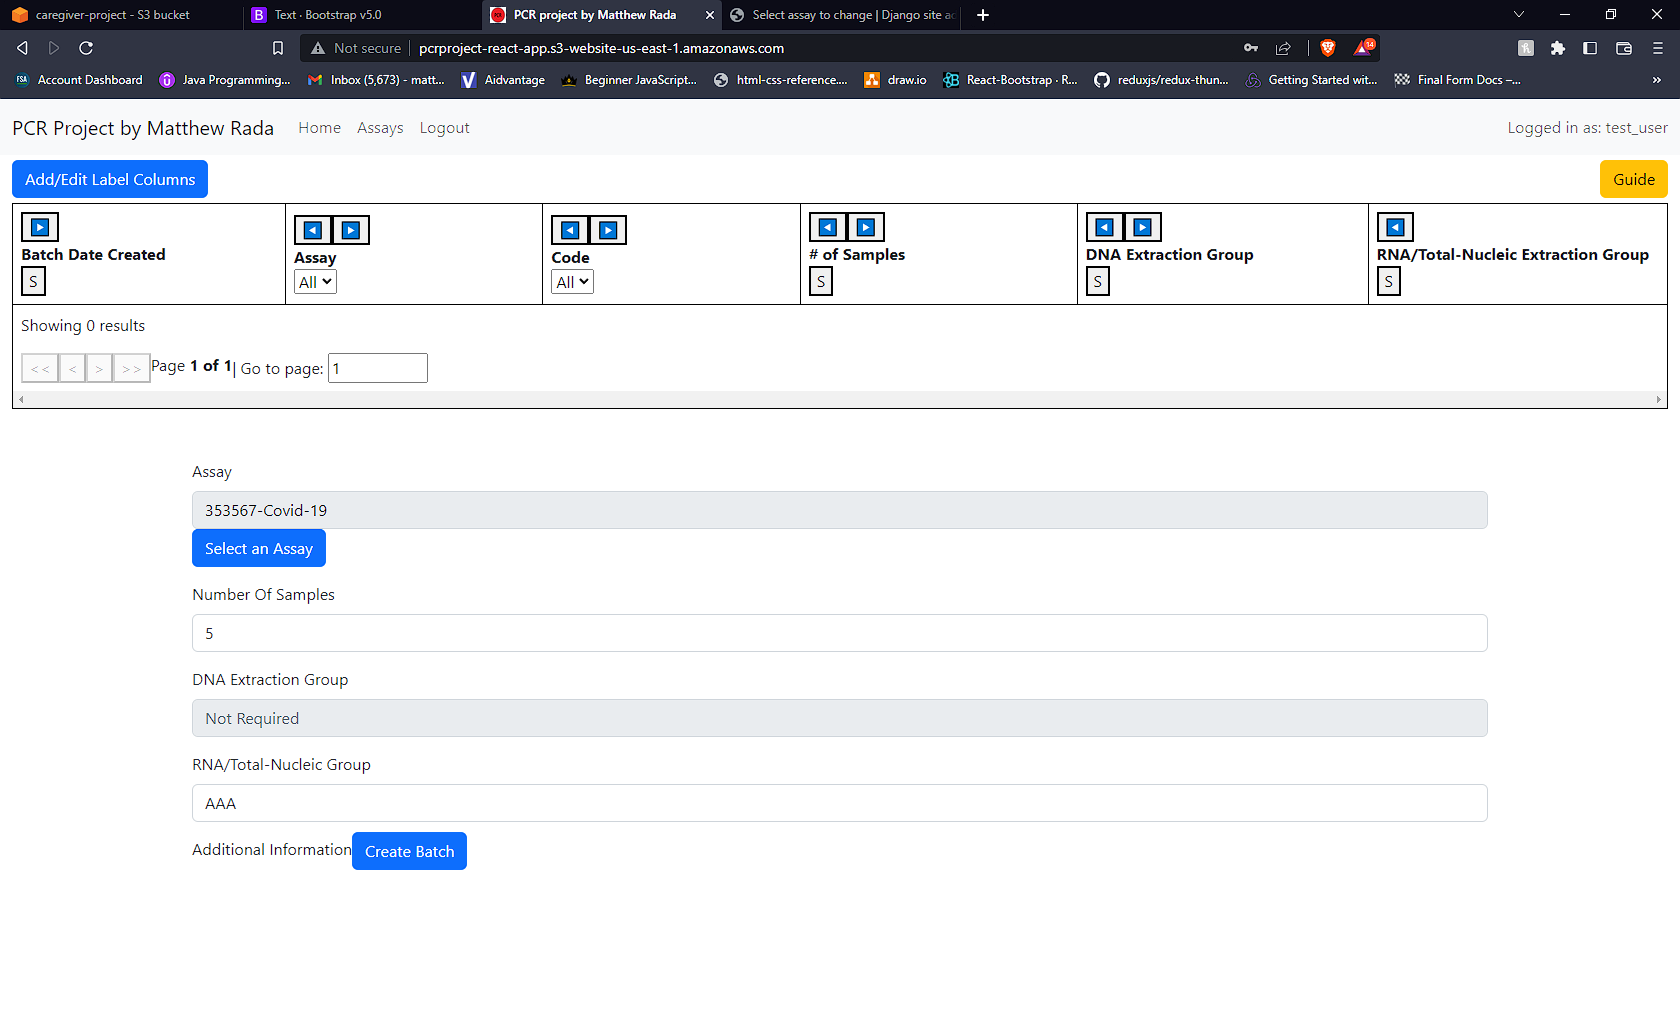 caregiver-project - S3 bucket
B Text · Bootstrap v5.0
PCR project by Matthew Rada
Select assay to change | Django site ad
Not secure pcrproject-react-app.s3-website-us-east-1.amazonaws.com
14
FSA Account Dashboard
Java Programming...
Inbox (5,673) - matt...
Aidvantage
Beginner JavaScript...
html-css-reference....
draw.io
React-Bootstrap · R...
reduxjs/redux-thun...
Getting Started wit...
Final Form Docs –...
»
PCR Project by Matthew Rada Home Assays Logout Logged in as: test_user
Add/Edit Label Columns Guide
Batch Date Created
S
Assay
All
Code
All
# of Samples
S
DNA Extraction Group
S
RNA/Total-Nucleic Extraction Group
S
Showing 0 results
<< < > >> Page 1 of 1| Go to page: 1
Assay
353567-Covid-19
Select an Assay
Number Of Samples
5
DNA Extraction Group
Not Required
RNA/Total-Nucleic Group
AAA
Additional Information Create Batch